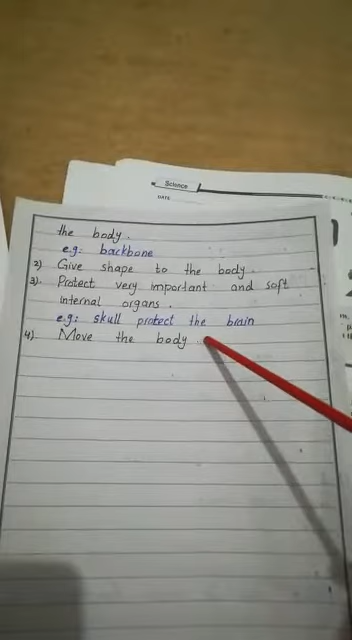 Science
DATE
the body.
e.g: backbone
2) Give shape to the body.
3). Protect very important and soft
internal organs.
e.g: skull protect the brain
4). Move the body.